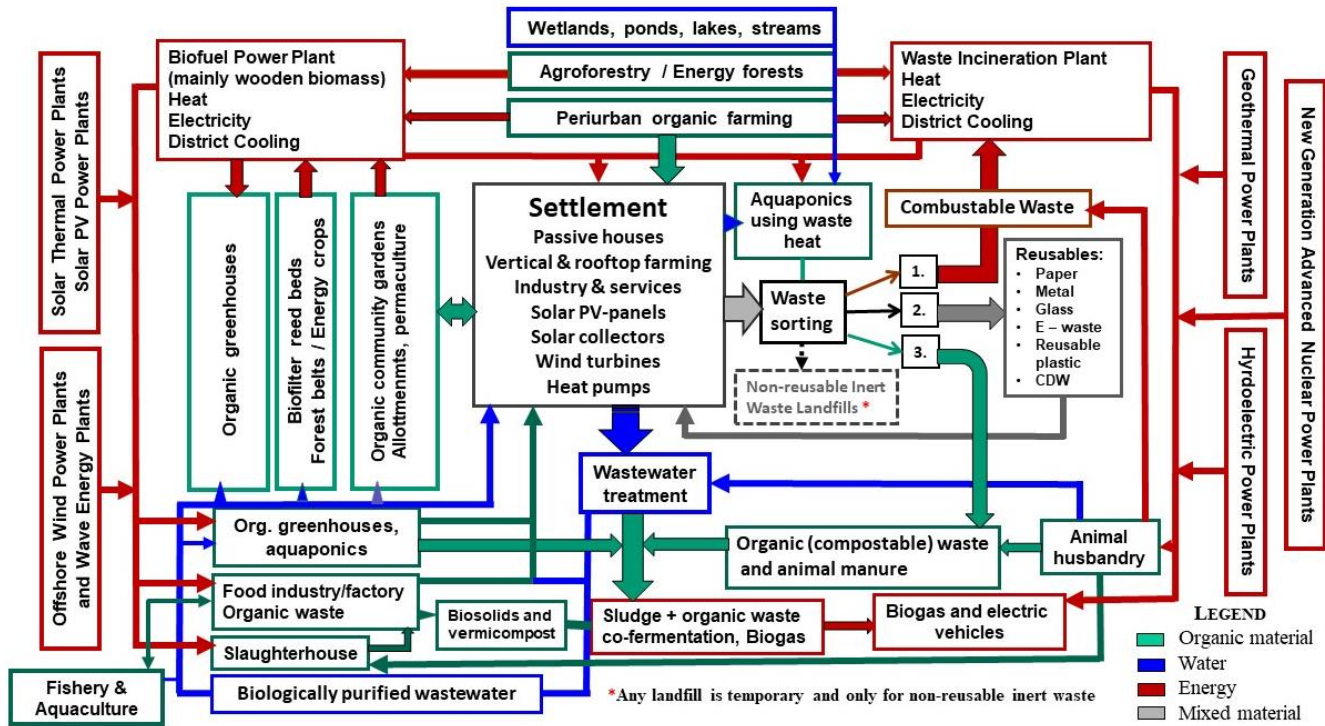 Wetlands, ponds, lakes, streams
Agroforestry / Energy forests
Periurban organic farming
Biofuel Power Plant
(mainly wooden biomass)
Heat
Electricity
District Cooling
Waste Incineration Plant
Heat
Electricity
District Cooling
Solar Thermal Power Plants
Solar PV Power Plants
Offshore Wind Power Plants
and Wave Energy Plants
Geothermal Power Plants
Hyrdoelectric Power Plants
New Generation Advanced Nuclear Power Plants
Organic greenhouses
Biofilter reed beds
Forest belts / Energy crops
Organic community gardens
Allottmenmts, permaculture
Settlement
Passive houses
Vertical & rooftop farming
Industry & services
Solar PV-panels
Solar collectors
Wind turbines
Heat pumps
Aquaponics
using waste
heat
Combustable Waste
Waste
sorting
1.
2.
3.
Reusables:
• Paper
• Metal
• Glass
• E – waste
• Reusable
plastic
• CDW
Non-reusable Inert
Waste Landfills *
Wastewater
treatment
Org. greenhouses,
aquaponics
Organic (compostable) waste
and animal manure
Animal
husbandry
Food industry/factory
Organic waste
Biosolids and
vermicompost
Sludge + organic waste
co-fermentation, Biogas
Biogas and electric
vehicles
Slaughterhouse
Fishery &
Aquaculture
Biologically purified wastewater
*Any landfill is temporary and only for non-reusable inert waste
LEGEND
Organic material
Water
Energy
Mixed material